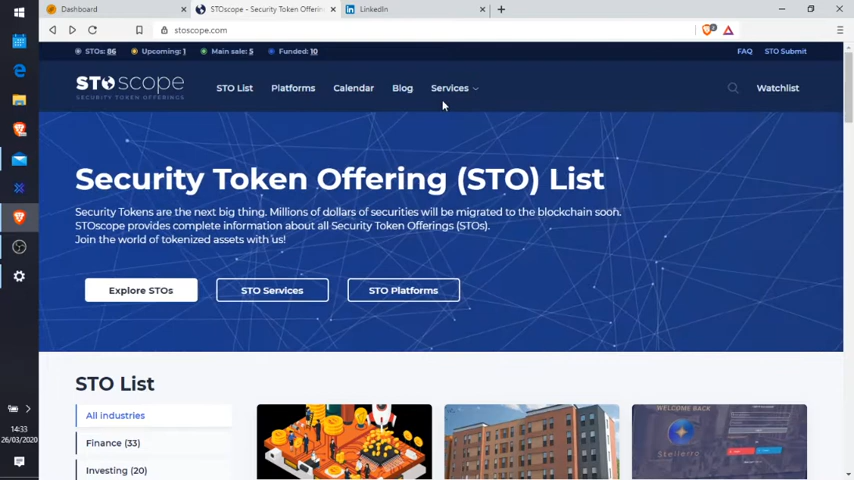 Dashboard
STOscope - Security Token Offerin
LinkedIn
stoscope.com
2
STOs: 86
Upcoming: 1
Main sale: 5
Funded: 10
FAQ
STO Submit
STOscope
SECURITY TOKEN OFFERINGS
STO List
Platforms
Calendar
Blog
Services
Watchlist
Security Token Offering (STO) List
Security Tokens are the next big thing. Millions of dollars of securities will be migrated to the blockchain soon.
STOscope provides complete information about all Security Token Offerings (STOs).
Join the world of tokenized assets with us!
Explore STOs
STO Services
STO Platforms
STO List
All industries
Finance (33)
Investing (20)
WELCOME BACK
Stellerro
14:33
26/03/2020